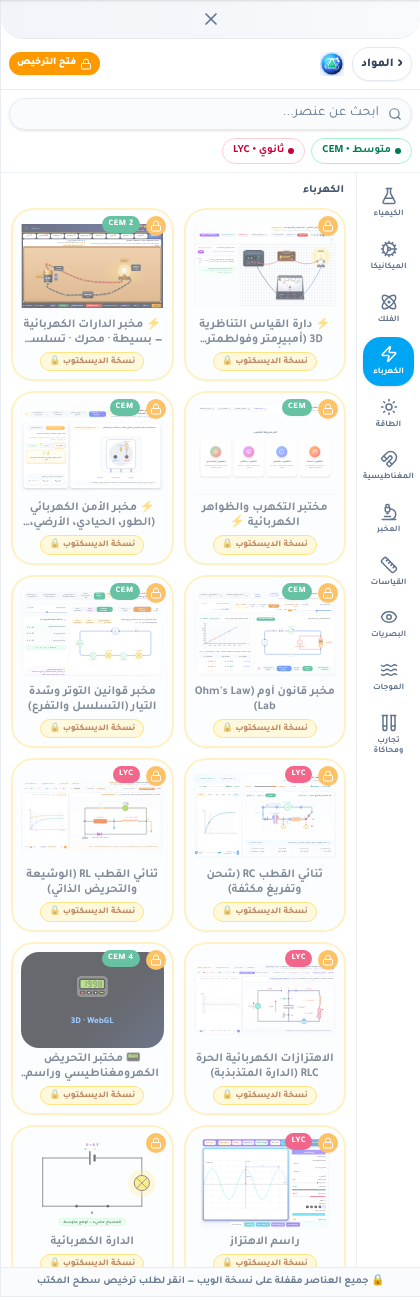 المواد
فتح الترخيص
ابحث عن عنصر...
متوسط • CEM
ثانوي • LYC
الكيمياء
الميكانيكا
الفلك
الكهرباء
الطاقة
المغناطيسية
المخبر
القياسات
البصريات
الموجات
تجارب
ومحاكاة
الكهرباء
⚡ دارة القياس التناظرية
3D (أمبيرمتر وفولطمتر...
نسخة الديسكتوب 🔒
CEM 2
⚡ مخبر الدارات الكهربائية
– بسيطة · محرك · تسلسـ...
نسخة الديسكتوب 🔒
CEM
مختبر التكهرب والظواهر
الكهربائية ⚡
نسخة الديسكتوب 🔒
CEM
⚡ مخبر الأمن الكهربائي
(الطور، الحيادي، الأرضي،...
نسخة الديسكتوب 🔒
CEM
مخبر قانون أوم (Ohm's Law
Lab)
نسخة الديسكتوب 🔒
CEM
مخبر قوانين التوتر وشدة
التيار (التسلسل والتفرع)
نسخة الديسكتوب 🔒
LYC
ثنائي القطب RC (شحن
وتفريغ مكثفة)
نسخة الديسكتوب 🔒
LYC
ثنائي القطب RL (الوشيعة
والتحريض الذاتي)
نسخة الديسكتوب 🔒
LYC
الاهتزازات الكهربائية الحرة
RLC (الدارة المتذبذبة)
نسخة الديسكتوب 🔒
CEM 4
3D · WebGL
📟 مختبر التحريض
الكهرومغناطيسي وراسم...
نسخة الديسكتوب 🔒
LYC
راسم الاهتزاز
نسخة الديسكتوب 🔒
الدارة الكهربائية
نسخة الديسكتوب 🔒
🔒 جميع العناصر مقفلة على نسخة الويب – انقر لطلب ترخيص سطح المكتب